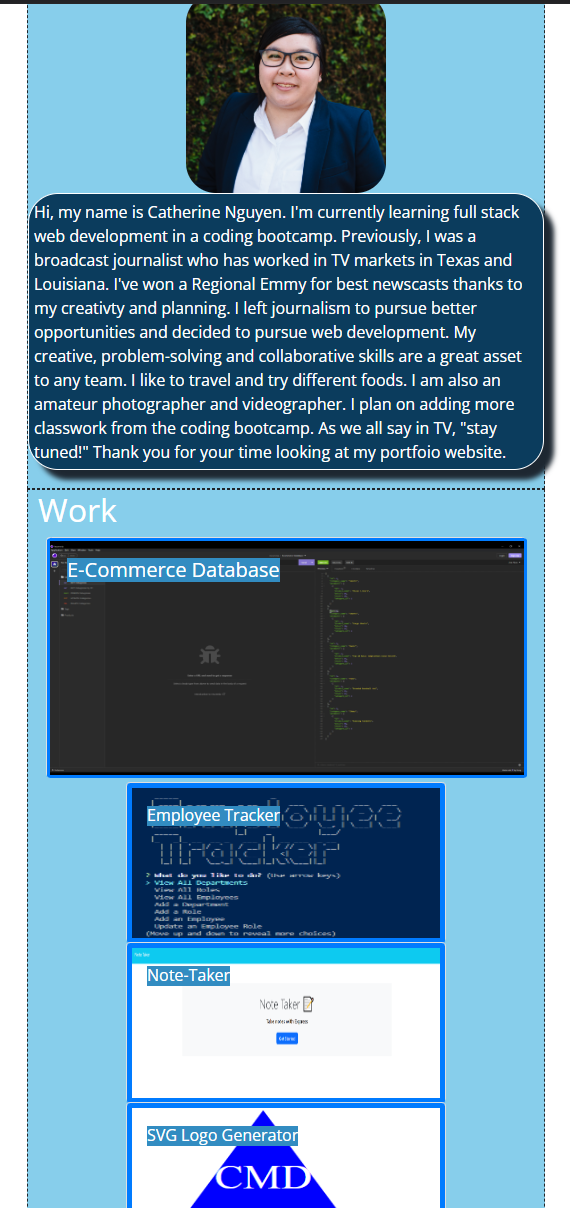 Hi, my name is Catherine Nguyen. I'm currently learning full stack
web development in a coding bootcamp. Previously, I was a
broadcast journalist who has worked in TV markets in Texas and
Louisiana. I've won a Regional Emmy for best newscasts thanks to
my creativty and planning. I left journalism to pursue better
opportunities and decided to pursue web development. My
creative, problem-solving and collaborative skills are a great asset
to any team. I like to travel and try different foods. I am also an
amateur photographer and videographer. I plan on adding more
classwork from the coding bootcamp. As we all say in TV, "stay
tuned!" Thank you for your time looking at my portfoio website.
Work
E-Commerce Database
Employee Tracker
Employee
Tracker
? What do you like to do? (Use arrow keys)
> View All Departments
View All Roles
View All Employees
Add a Department
Add a Role
Add an Employee
Update an Employee Role
(Move up and down to reveal more choices)
Note-Taker
Note Taker
Take notes with Express
Get Started
SVG Logo Generator
CMD